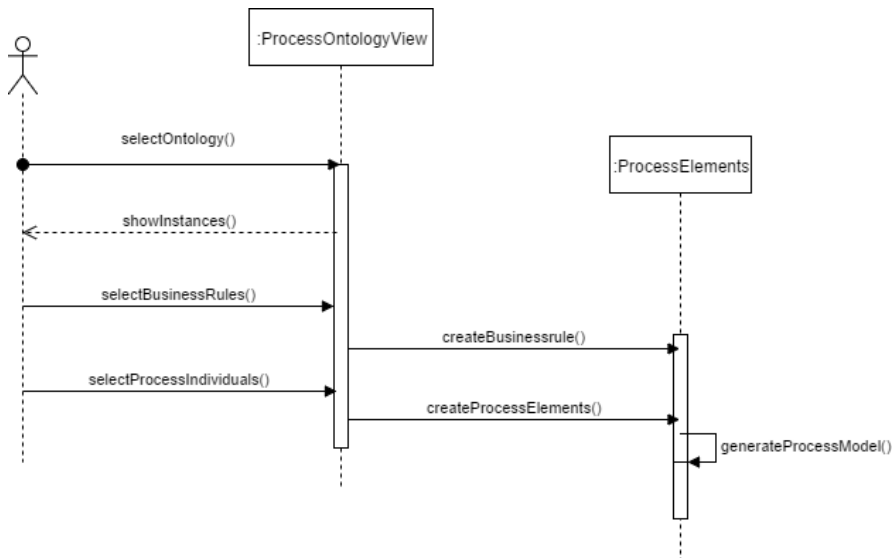 :ProcessOntologyView
selectOntology()
:ProcessElements
showInstances()
selectBusinessRules()
createBusinessrule()
selectProcessIndividuals()
createProcessElements()
generateProcessModel()